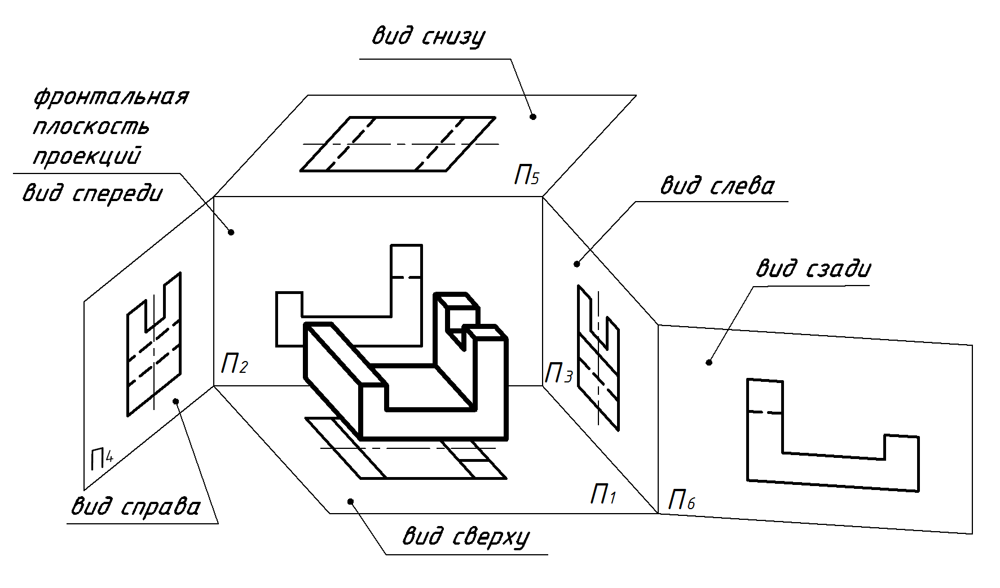 вид снизу
фронтальная
плоскость
проекций
вид спереди
П5
вид слева
вид сзади
П2
П3
П4
П1
П6
вид справа
вид сверху